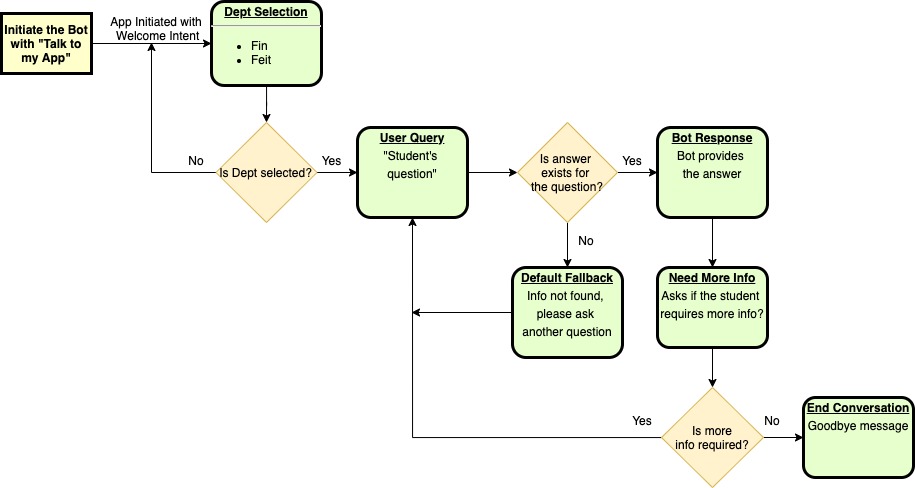 Initiate the Bot
with "Talk to
my App"
App Initiated with
Welcome Intent
Dept Selection
• Fin
• Feit
Is Dept selected?
No
Yes
User Query
"Student's
question"
Is answer
exists for
the question?
Yes
No
Bot Response
Bot provides
the answer
Default Fallback
Info not found,
please ask
another question
Need More Info
Asks if the student
requires more info?
Is more
info required?
Yes
No
End Conversation
Goodbye message